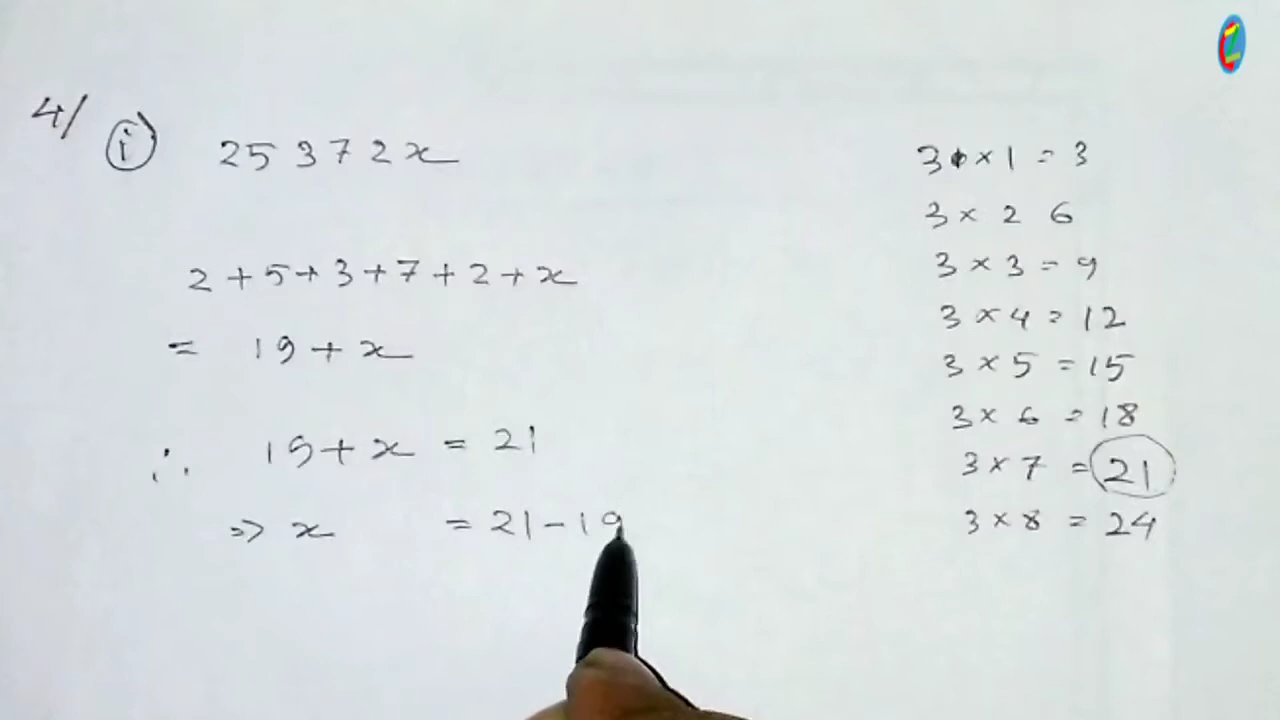 4/ (i) 25372x
2+5+3+7+2+x
= 19+x
∴ 19+x = 21
⇒ x = 21-19
3 × 1 = 3
3 × 2 6
3 × 3 = 9
3 × 4 = 12
3 × 5 = 15
3 × 6 = 18
3 × 7 = 21
3 × 8 = 24